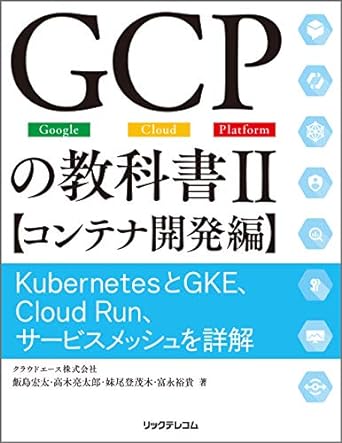 GCP
Google Cloud Platform
の教科書II
【コンテナ開発編】
KubernetesとGKE、
Cloud Run、
サービスメッシュを詳解
クラウドエース株式会社
飯島宏太・高木亮太郎・妹尾登茂木・富永裕貴 著
リックテレコム